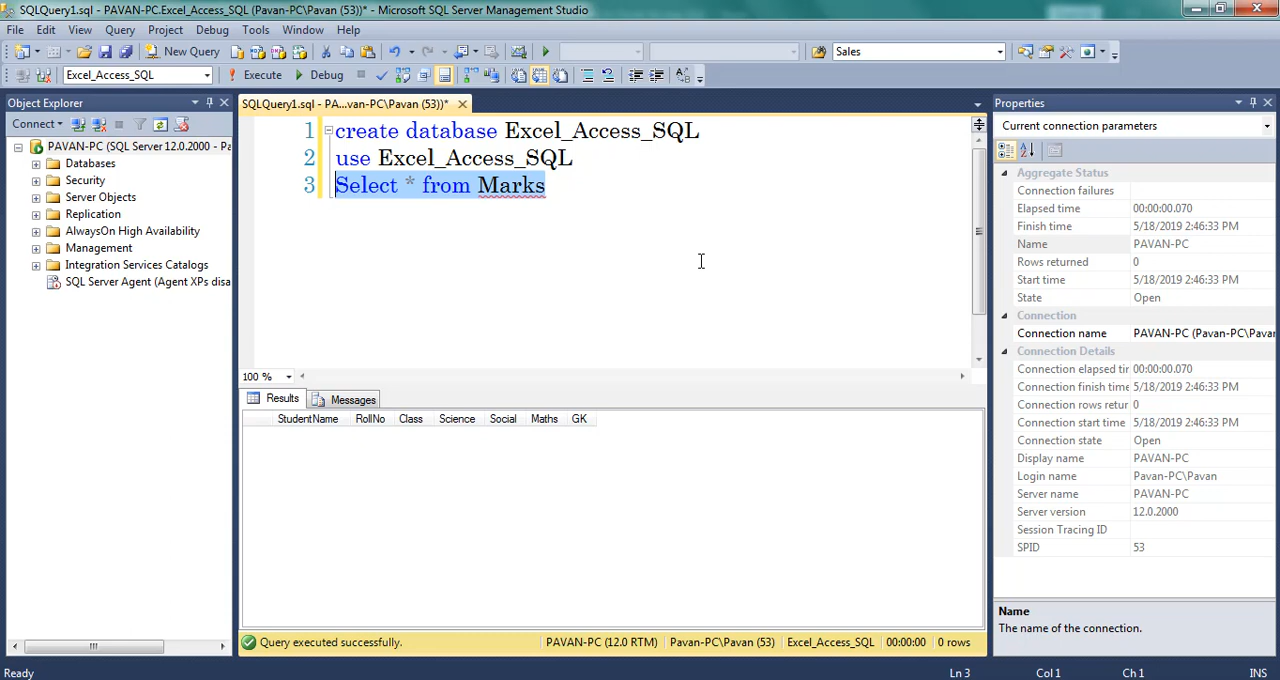 SQLQuery1.sql - PAVAN-PC.Excel_Access_SQL (Pavan-PC\Pavan (53))* - Microsoft SQL Server Management Studio
File Edit View Query Project Debug Tools Window Help
New Query Sales
Excel_Access_SQL Execute Debug
Object Explorer
Connect
PAVAN-PC (SQL Server 12.0.2000 - Pa
Databases
Security
Server Objects
Replication
AlwaysOn High Availability
Management
Integration Services Catalogs
SQL Server Agent (Agent XPs disa
SQLQuery1.sql - PA...van-PC\Pavan (53))*
1 create database Excel_Access_SQL
2 use Excel_Access_SQL
3 Select * from Marks
100 %
Results Messages
StudentName RollNo Class Science Social Maths GK
Query executed successfully. PAVAN-PC (12.0 RTM) Pavan-PC\Pavan (53) Excel_Access_SQL 00:00:00 0 rows
Properties
Current connection parameters
Aggregate Status
Connection failures
Elapsed time 00:00:00.070
Finish time 5/18/2019 2:46:33 PM
Name PAVAN-PC
Rows returned 0
Start time 5/18/2019 2:46:33 PM
State Open
Connection
Connection name PAVAN-PC (Pavan-PC\Pavar
Connection Details
Connection elapsed tir 00:00:00.070
Connection finish time 5/18/2019 2:46:33 PM
Connection rows retur 0
Connection start time 5/18/2019 2:46:33 PM
Connection state Open
Display name PAVAN-PC
Login name Pavan-PC\Pavan
Server name PAVAN-PC
Server version 12.0.2000
Session Tracing ID
SPID 53
Name
The name of the connection.
Ready Ln 3 Col 1 Ch 1 INS